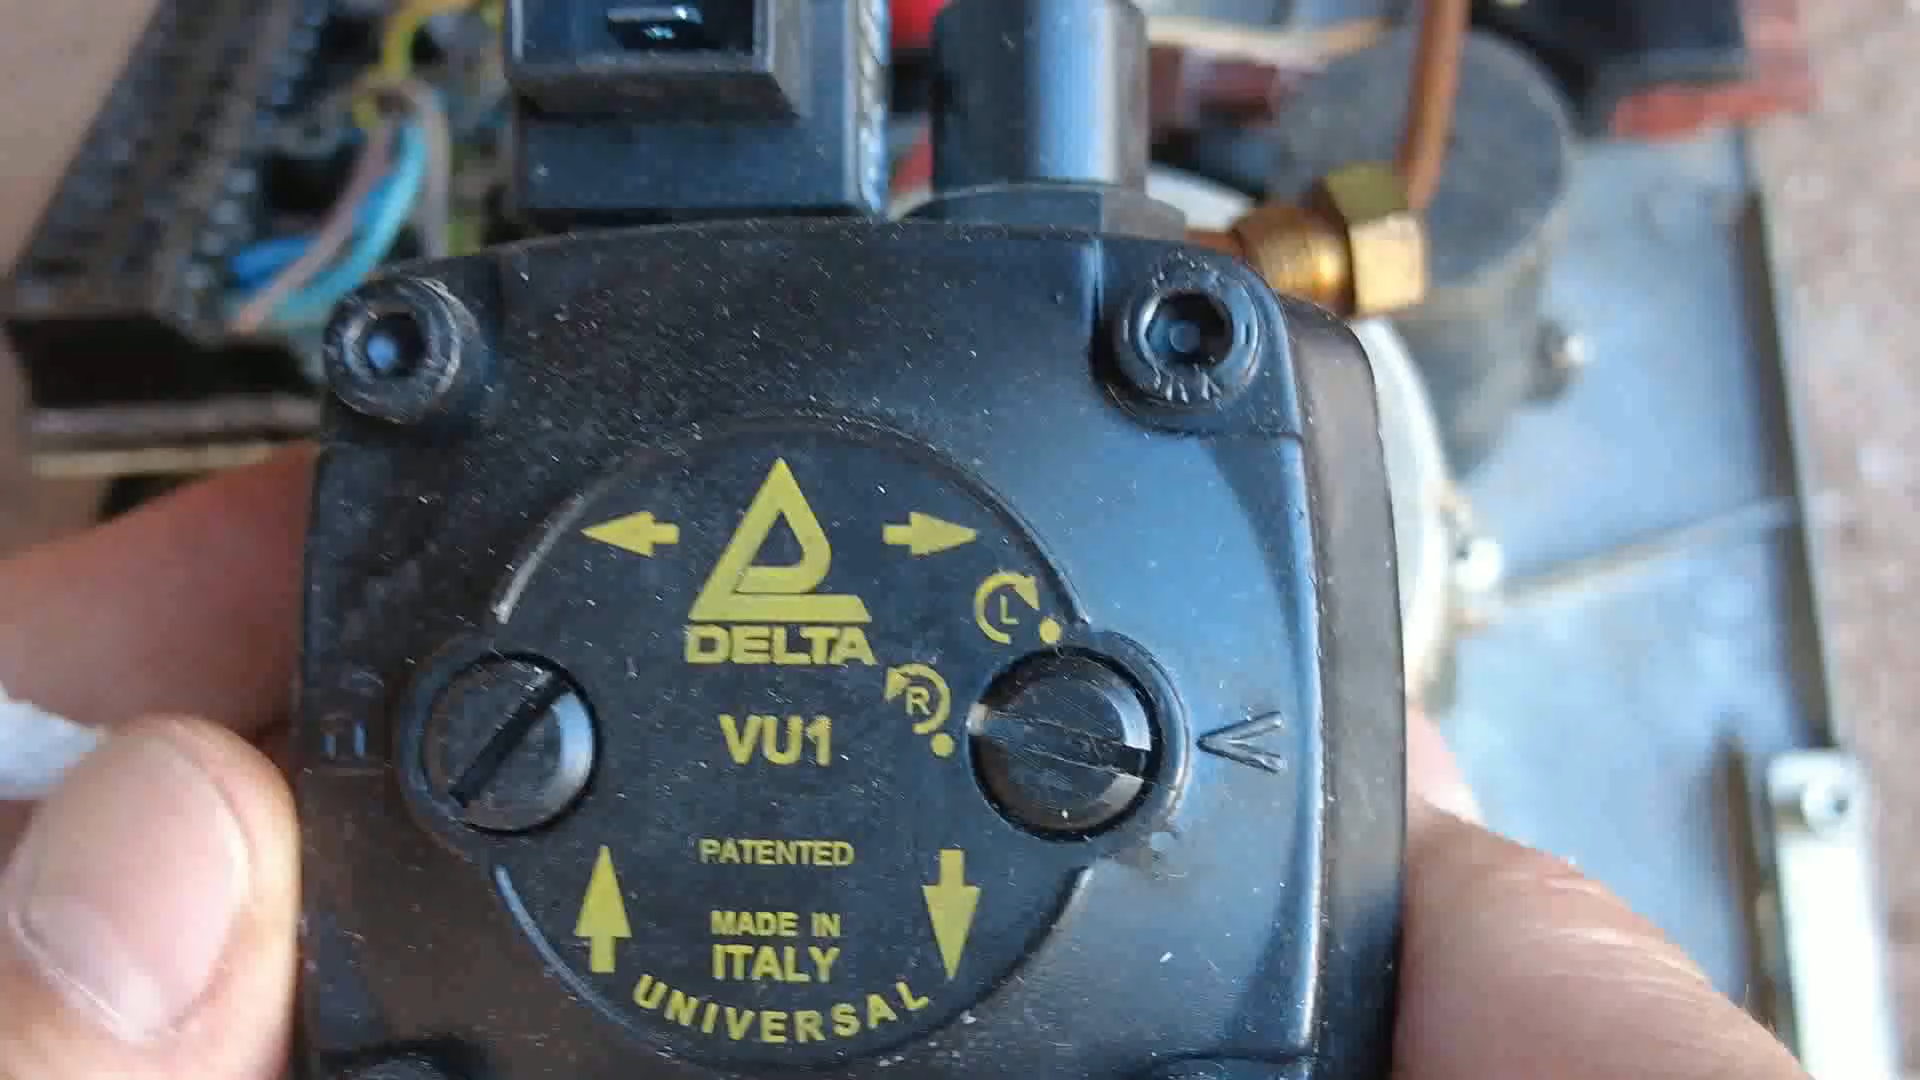 DELTA
L
R
VU1
V
PATENTED
MADE IN
ITALY
UNIVERSAL